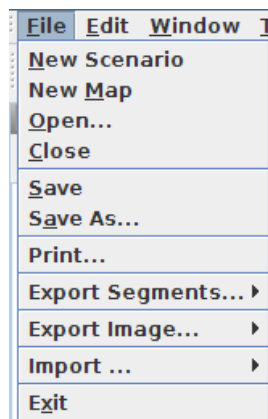 File Edit Window T
New Scenario
New Map
Open...
Close
Save
Save As...
Print...
Export Segments...
Export Image...
Import ...
Exit